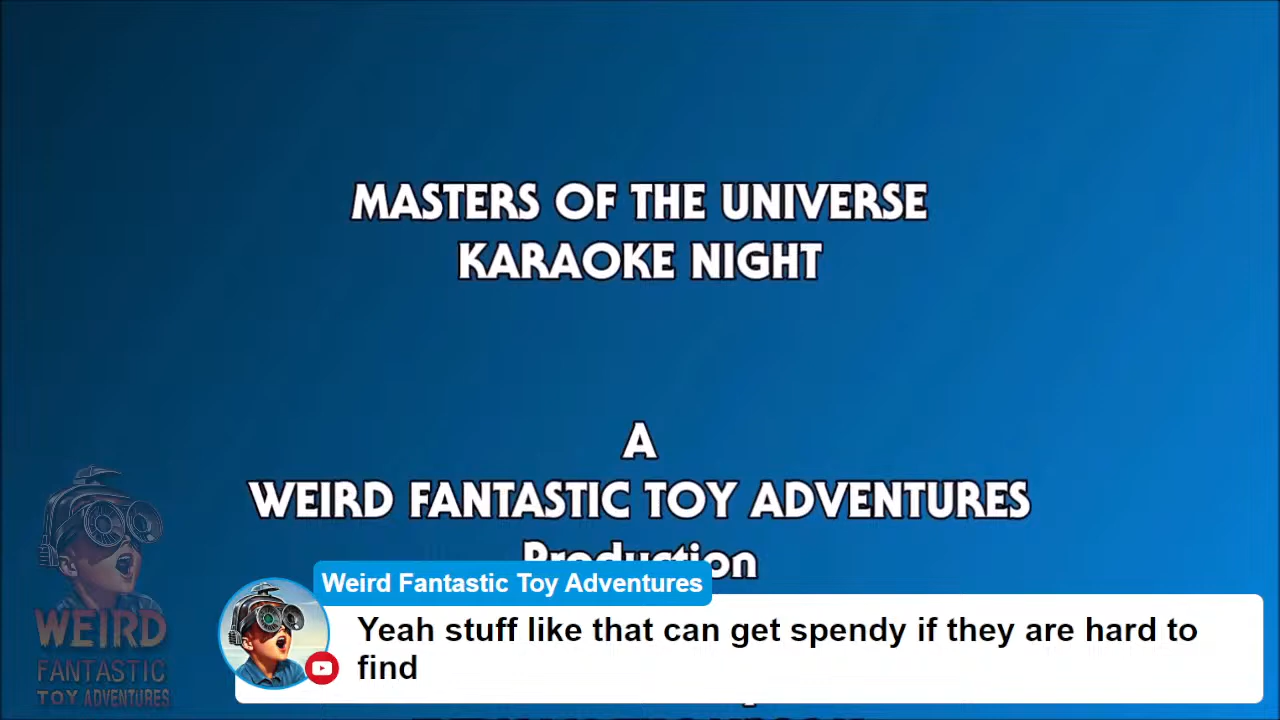 MASTERS OF THE UNIVERSE
KARAOKE NIGHT
A
WEIRD FANTASTIC TOY ADVENTURES
Production
Weird Fantastic Toy Adventures
Yeah stuff like that can get spendy if they are hard to
find
WEIRD
FANTASTIC
TOY ADVENTURES